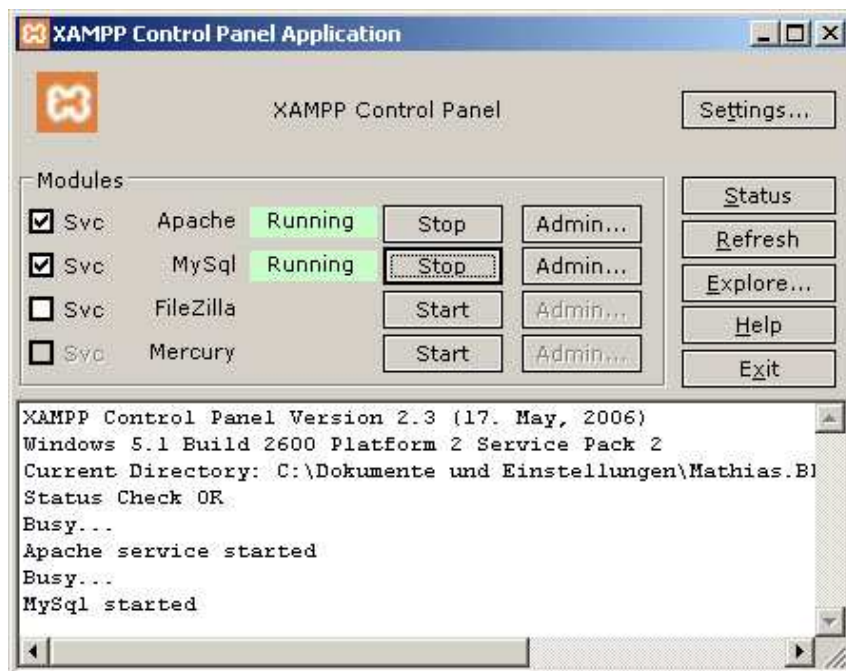 XAMPP Control Panel Application
XAMPP Control Panel
Settings...
Modules
Svc Apache Running Stop Admin...
Svc MySql Running Stop Admin...
Svc FileZilla Start Admin...
Svc Mercury Start Admin...
Status
Refresh
Explore...
Help
Exit
XAMPP Control Panel Version 2.3 (17. May, 2006)
Windows 5.1 Build 2600 Platform 2 Service Pack 2
Current Directory: C:\Dokumente und Einstellungen\Mathias.
Status Check OK
Busy...
Apache service started
Busy...
MySql started